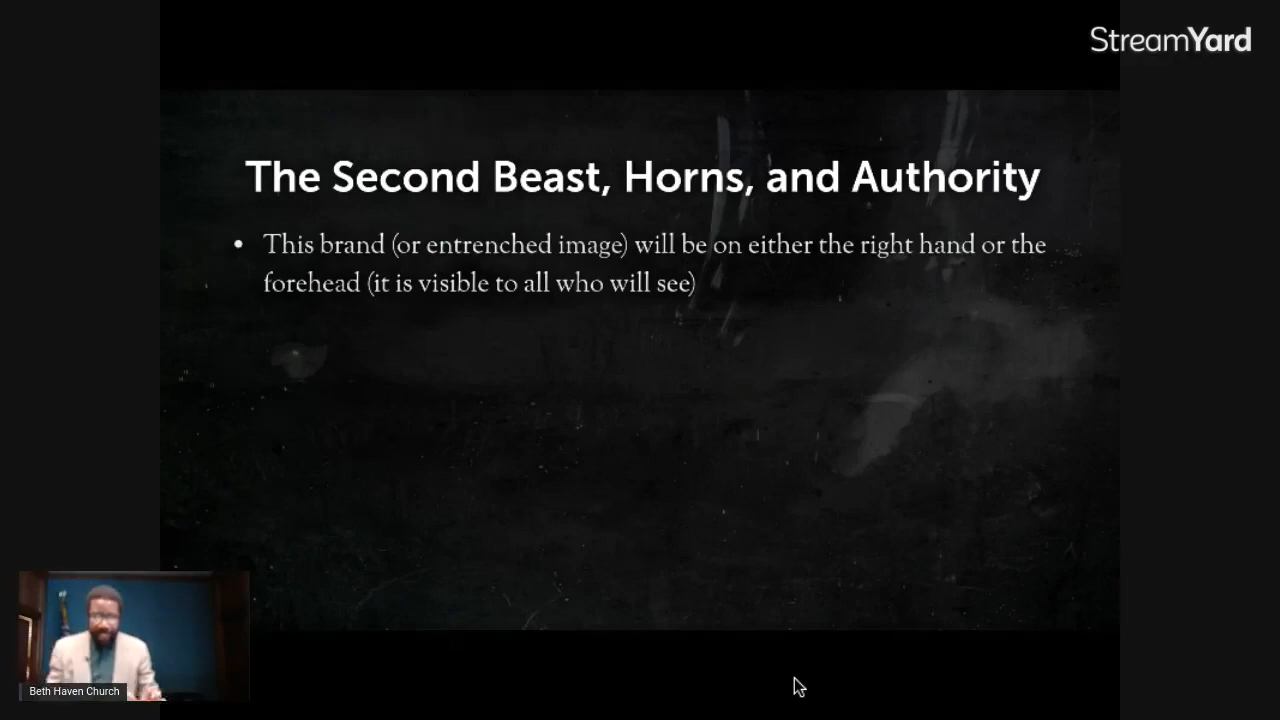 StreamYard
The Second Beast, Horns, and Authority
• This brand (or entrenched image) will be on either the right hand or the
forehead (it is visible to all who will see)
Beth Haven Church